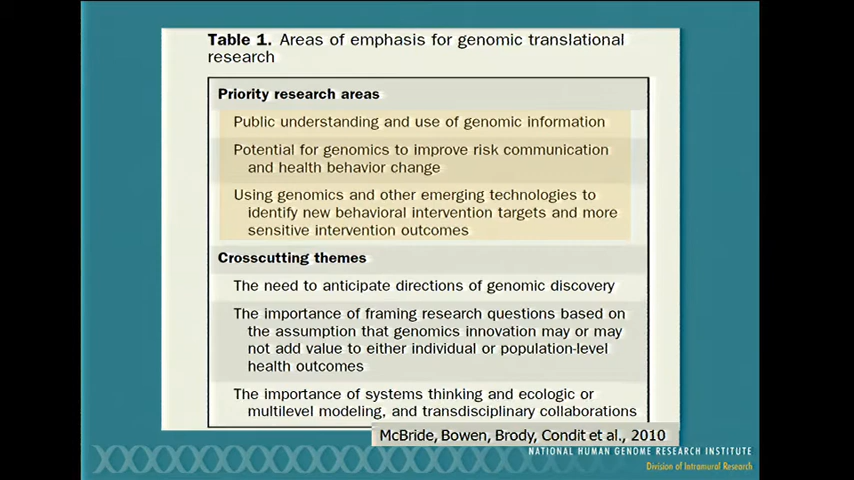 Table 1. Areas of emphasis for genomic translational
research
Priority research areas
Public understanding and use of genomic information
Potential for genomics to improve risk communication
and health behavior change
Using genomics and other emerging technologies to
identify new behavioral intervention targets and more
sensitive intervention outcomes
Crosscutting themes
The need to anticipate directions of genomic discovery
The importance of framing research questions based on
the assumption that genomics innovation may or may
not add value to either individual or population-level
health outcomes
The importance of systems thinking and ecologic or
multilevel modeling, and transdisciplinary collaborations
McBride, Bowen, Brody, Condit et al., 2010
NATIONAL HUMAN GENOME RESEARCH INSTITUTE
Division of Intramural Research